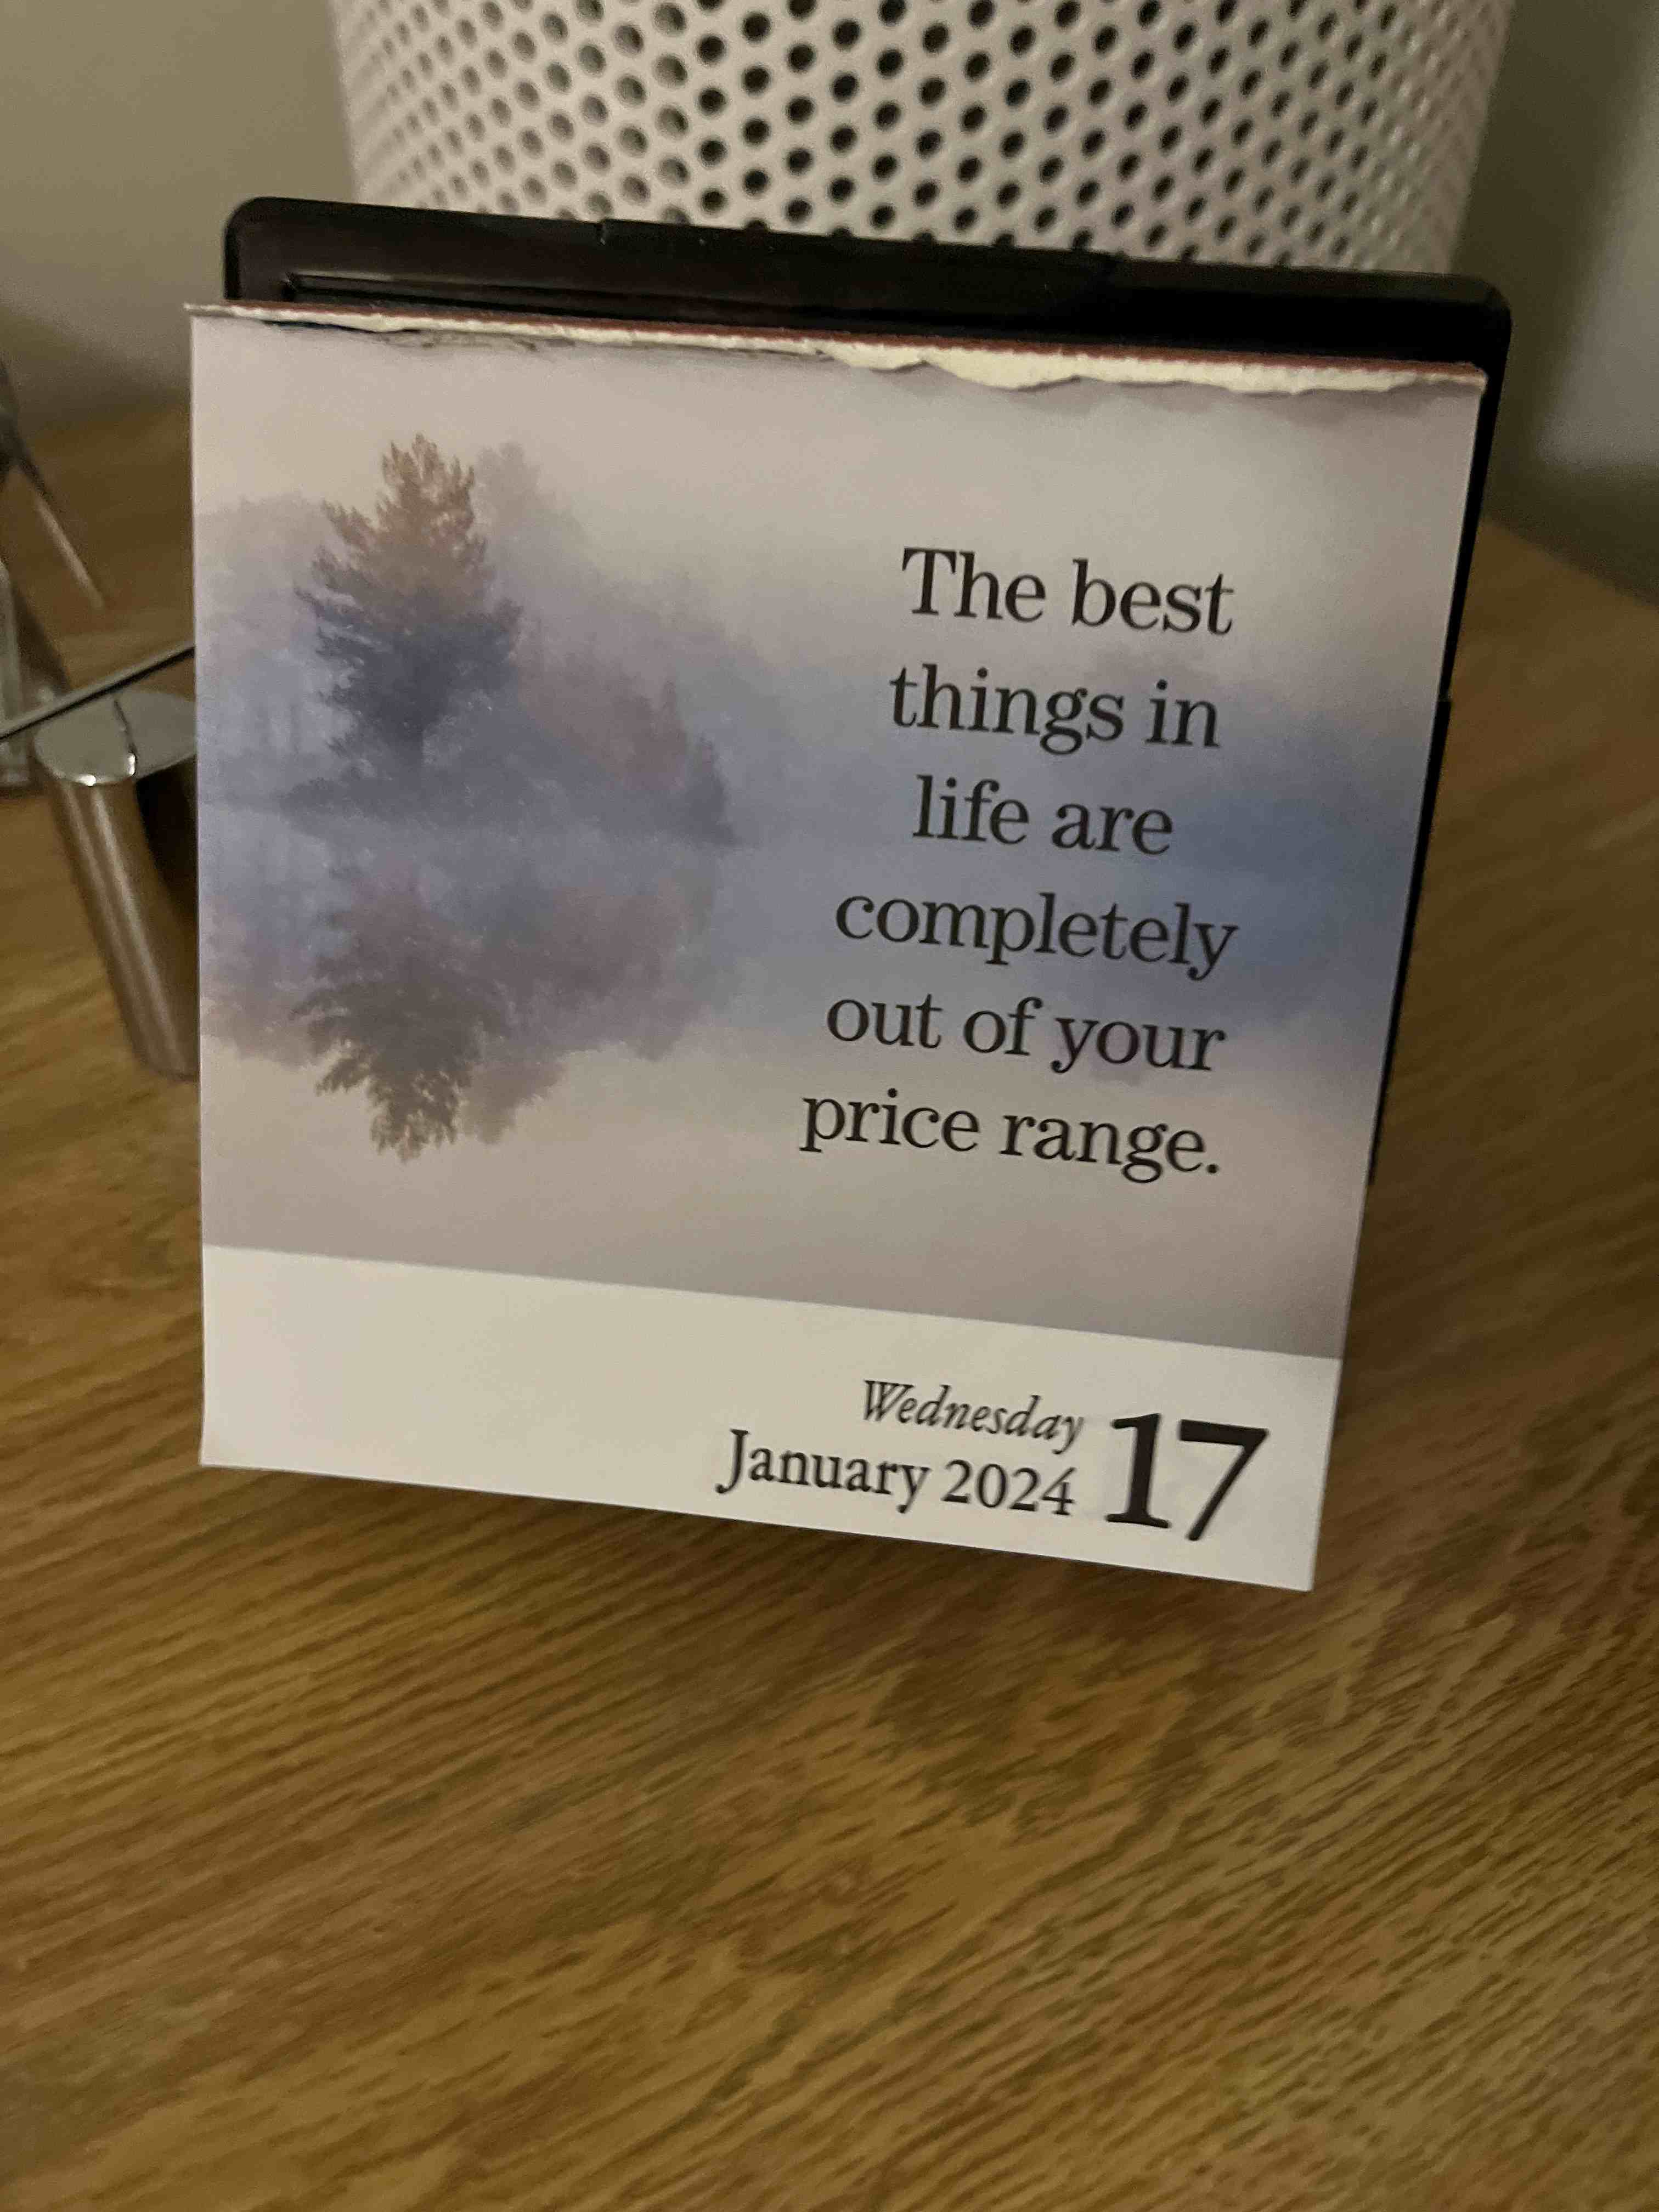 The best
things in
life are
completely
out of your
price range.
Wednesday
January 2024
17